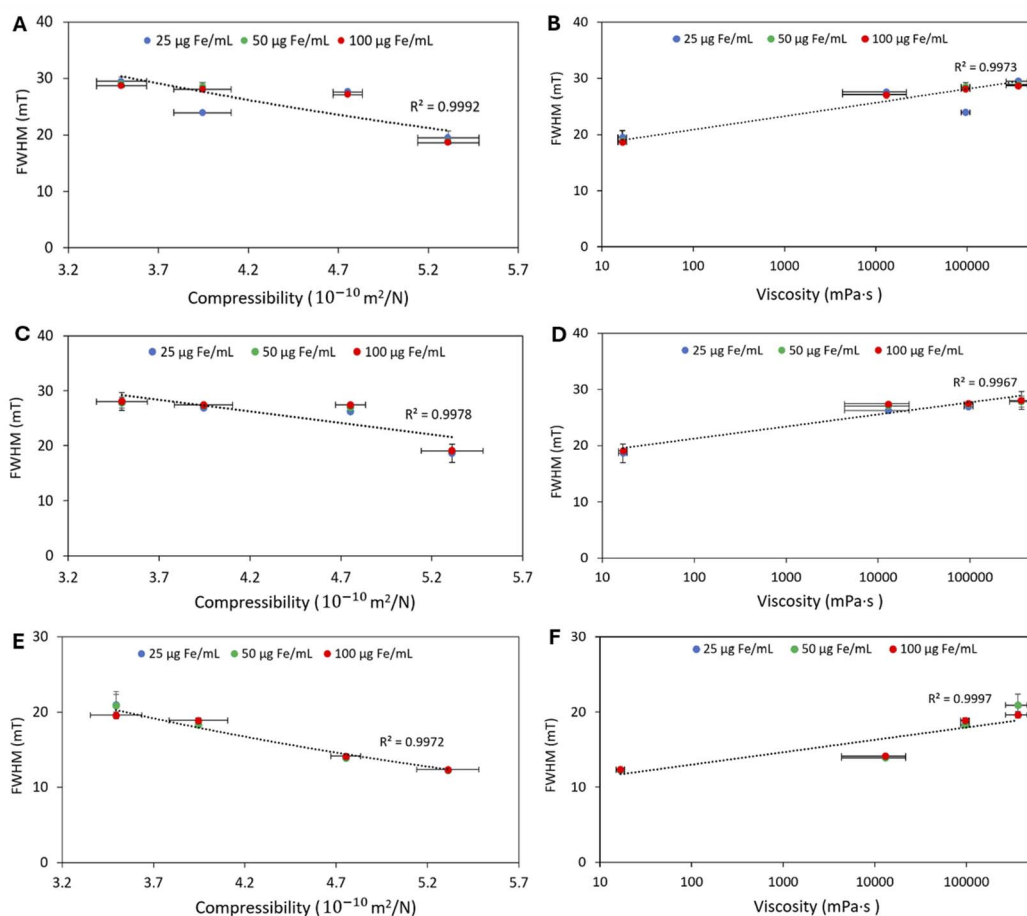 A
25 µg Fe/mL 50 µg Fe/mL 100 µg Fe/mL
R² = 0.9992
FWHM (mT)
40
30
20
10
0
3.2 3.7 4.2 4.7 5.2 5.7
Compressibility (10⁻¹⁰ m²/N)
B
25 µg Fe/mL 50 µg Fe/mL 100 µg Fe/mL
R² = 0.9973
FWHM (mT)
40
30
20
10
0
10 100 1000 10000 100000
Viscosity (mPa·s)
C
25 µg Fe/mL 50 µg Fe/mL 100 µg Fe/mL
R² = 0.9978
FWHM (mT)
40
30
20
10
0
3.2 3.7 4.2 4.7 5.2 5.7
Compressibility (10⁻¹⁰ m²/N)
D
25 µg Fe/mL 50 µg Fe/mL 100 µg Fe/mL
R² = 0.9967
FWHM (mT)
40
30
20
10
0
10 100 1000 10000 100000
Viscosity (mPa·s)
E
25 µg Fe/mL 50 µg Fe/mL 100 µg Fe/mL
R² = 0.9972
FWHM (mT)
30
20
10
0
3.2 3.7 4.2 4.7 5.2 5.7
Compressibility (10⁻¹⁰ m²/N)
F
25 µg Fe/mL 50 µg Fe/mL 100 µg Fe/mL
R² = 0.9997
FWHM (mT)
30
20
10
0
10 100 1000 10000 100000
Viscosity (mPa·s)